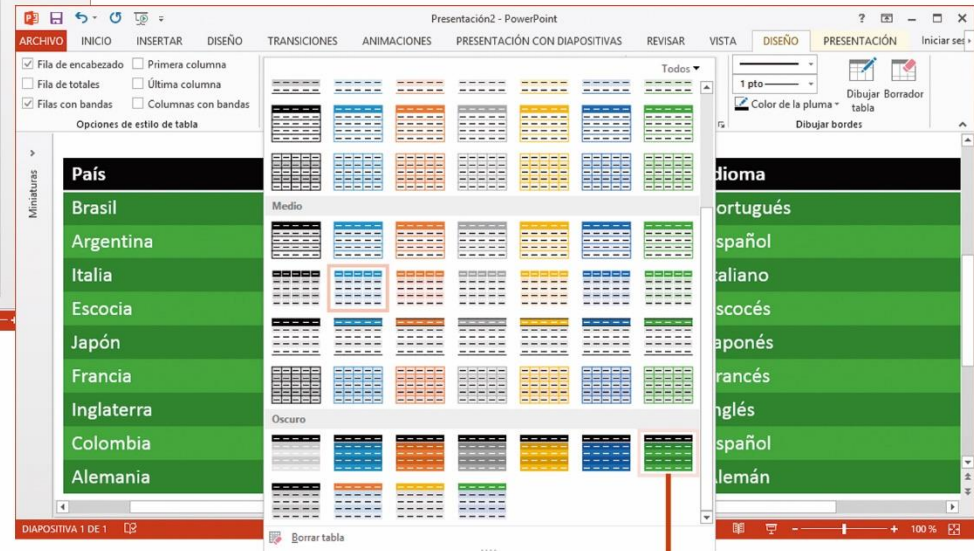 Presentación2 - PowerPoint
ARCHIVO INICIO INSERTAR DISEÑO TRANSICIONES ANIMACIONES PRESENTACIÓN CON DIAPOSITIVAS REVISAR VISTA DISEÑO PRESENTACIÓN Iniciar ses
Fila de encabezado Primera columna
Fila de totales Última columna
Filas con bandas Columnas con bandas
Opciones de estilo de tabla
Todos
1 pto
Color de la pluma
Dibujar tabla
Borrador
Dibujar bordes
Miniaturas
País dioma
Brasil ortugués
Argentina spañol
Italia taliano
Escocia scocés
Japón aponés
Francia rancés
Inglaterra nglés
Colombia spañol
Alemania lemán
Medio
Oscuro
Borrar tabla
DIAPOSITIVA 1 DE 1 100 %